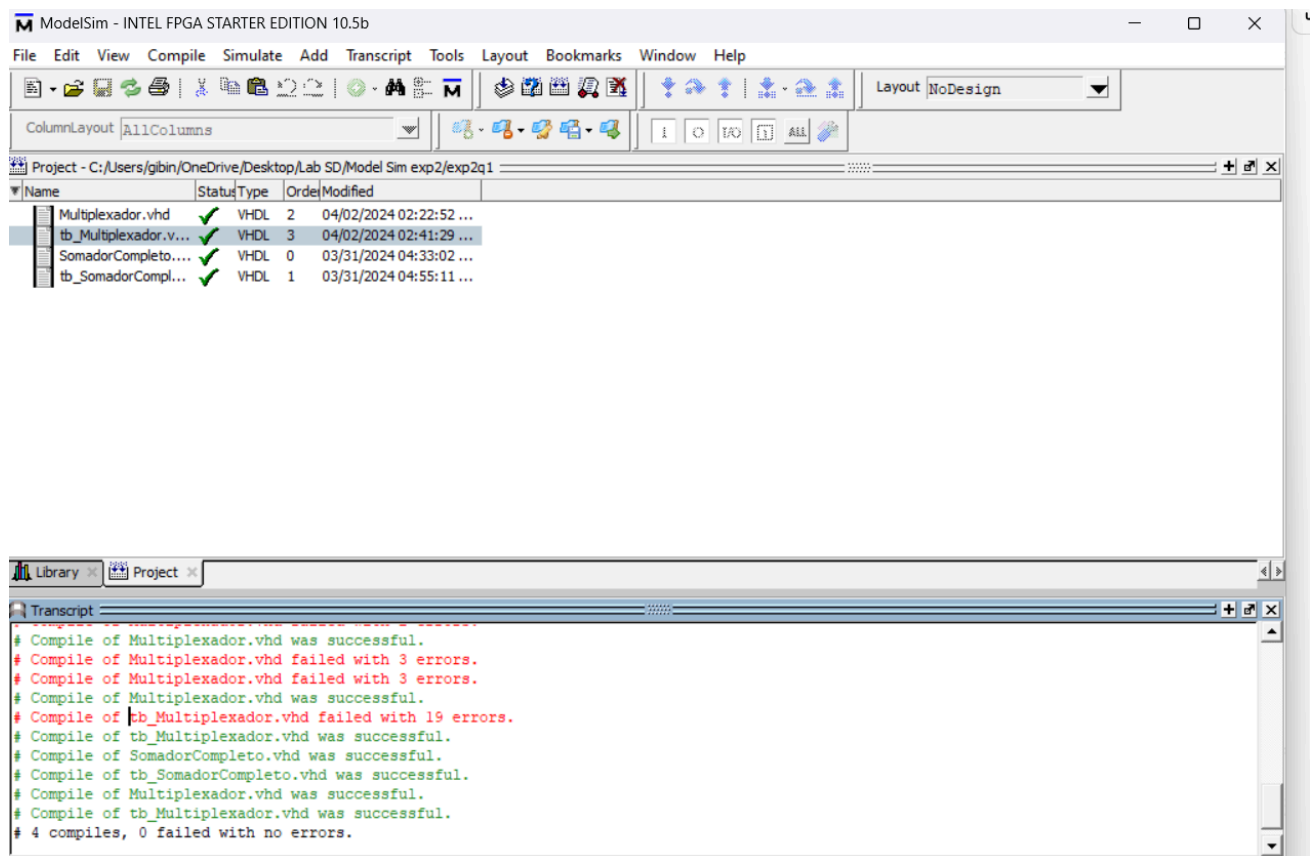 ModelSim - INTEL FPGA STARTER EDITION 10.5b
File Edit View Compile Simulate Add Transcript Tools Layout Bookmarks Window Help
Layout NoDesign
ColumnLayout AllColumns
Project - C:/Users/gibin/OneDrive/Desktop/Lab SD/Model Sim exp2/exp2q1
Name Status Type Order Modified
Multiplexador.vhd VHDL 2 04/02/2024 02:22:52 ...
tb_Multiplexador.v... VHDL 3 04/02/2024 02:41:29 ...
SomadorCompleto.... VHDL 0 03/31/2024 04:33:02 ...
tb_SomadorCompl... VHDL 1 03/31/2024 04:55:11 ...
Library Project
Transcript
# Compile of Multiplexador.vhd was successful.
# Compile of Multiplexador.vhd failed with 3 errors.
# Compile of Multiplexador.vhd failed with 3 errors.
# Compile of Multiplexador.vhd was successful.
# Compile of tb_Multiplexador.vhd failed with 19 errors.
# Compile of tb_Multiplexador.vhd was successful.
# Compile of SomadorCompleto.vhd was successful.
# Compile of tb_SomadorCompleto.vhd was successful.
# Compile of Multiplexador.vhd was successful.
# Compile of tb_Multiplexador.vhd was successful.
# 4 compiles, 0 failed with no errors.